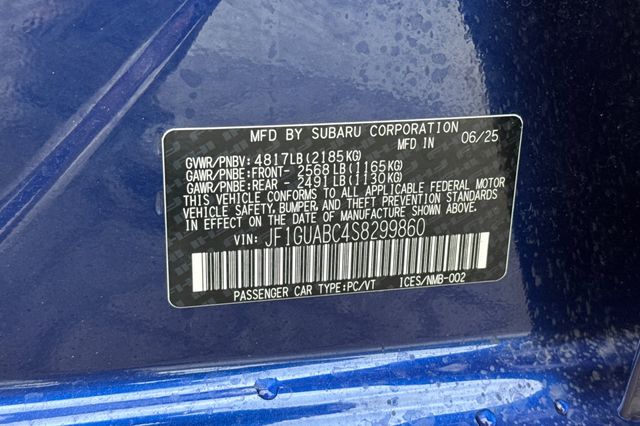 MFD BY SUBARU CORPORATION
MFD IN 06/25
GVWR/PNBV: 4817LB(2185KG)
GAWR/PNBE:FRONT- 2568LB(1165KG)
GAWR/PNBE:REAR - 2491LB(1130KG)
THIS VEHICLE CONFORMS TO ALL APPLICABLE FEDERAL MOTOR
VEHICLE SAFETY, BUMPER, AND THEFT PREVENTION STANDARDS
IN EFFECT ON THE DATE OF MANUFACTURE SHOWN ABOVE.
VIN: JF1GUABC4S8299860
PASSENGER CAR TYPE:PC/VT ICES/NMB-002